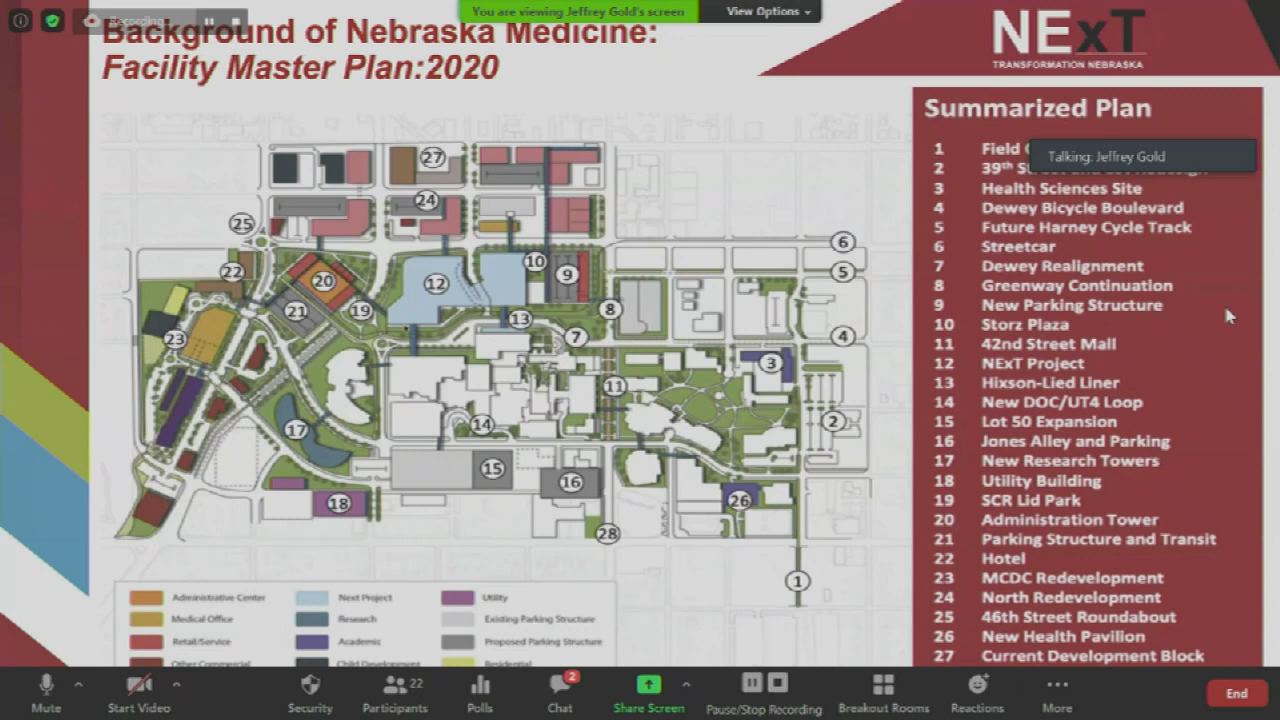 Recording...
You are viewing Jeffrey Gold's screen
View Options
Background of Nebraska Medicine:
Facility Master Plan:2020
NExT
TRANSFORMATION NEBRASKA
Summarized Plan
Talking: Jeffrey Gold
1 Field
2 39th
3 Health Sciences Site
4 Dewey Bicycle Boulevard
5 Future Harney Cycle Track
6 Streetcar
7 Dewey Realignment
8 Greenway Continuation
9 New Parking Structure
10 Storz Plaza
11 42nd Street Mall
12 NExT Project
13 Hixson-Lied Liner
14 New DOC/UT4 Loop
15 Lot 50 Expansion
16 Jones Alley and Parking
17 New Research Towers
18 Utility Building
19 SCR Lid Park
20 Administration Tower
21 Parking Structure and Transit
22 Hotel
23 MCDC Redevelopment
24 North Redevelopment
25 46th Street Roundabout
26 New Health Pavilion
27 Current Development Block
27
24
25
6
22
20
12
10
9
5
21
19
13
8
23
7
4
3
11
17
14
2
15
16
18
26
28
1
Administrative Center
Next Project
Utility
Medical Office
Research
Existing Parking Structure
Retail/Service
Academic
Proposed Parking Structure
Other Commercial
Child Development
Residential
Mute
Start Video
Security
22
Participants
Polls
2
Chat
Share Screen
Pause/Stop Recording
Breakout Rooms
Reactions
More
End